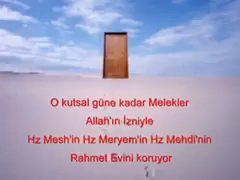 O kutsal güne kadar Melekler
Allah'ın İzniyle
Hz Mesh'in Hz Meryem'in Hz Mehdi'nin
Rahmet Evini koruyor